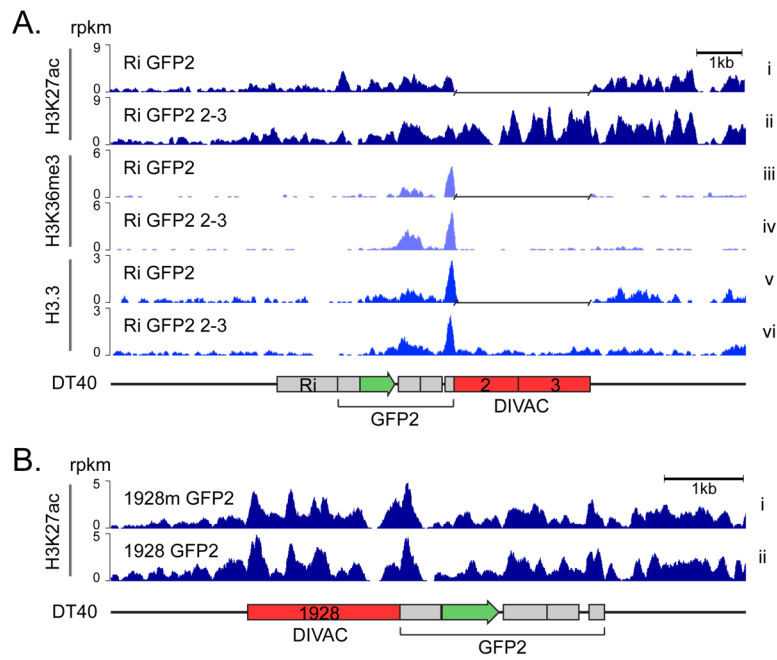 A.
rpkm
H3K27ac
9
0
Ri GFP2
1kb
i
9
0
Ri GFP2 2-3
ii
H3K36me3
6
0
Ri GFP2
iii
6
0
Ri GFP2 2-3
iv
H3.3
3
0
Ri GFP2
v
3
0
Ri GFP2 2-3
vi
DT40
Ri
2
3
GFP2
DIVAC
B.
rpkm
H3K27ac
5
0
1928m GFP2
1kb
i
5
0
1928 GFP2
ii
DT40
1928
DIVAC
GFP2